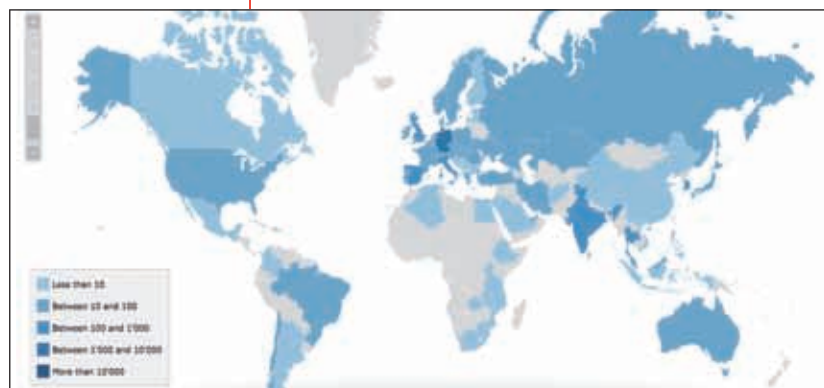 Less than 10
Between 10 and 100
Between 100 and 1'000
Between 1'000 and 10'000
More than 10'000